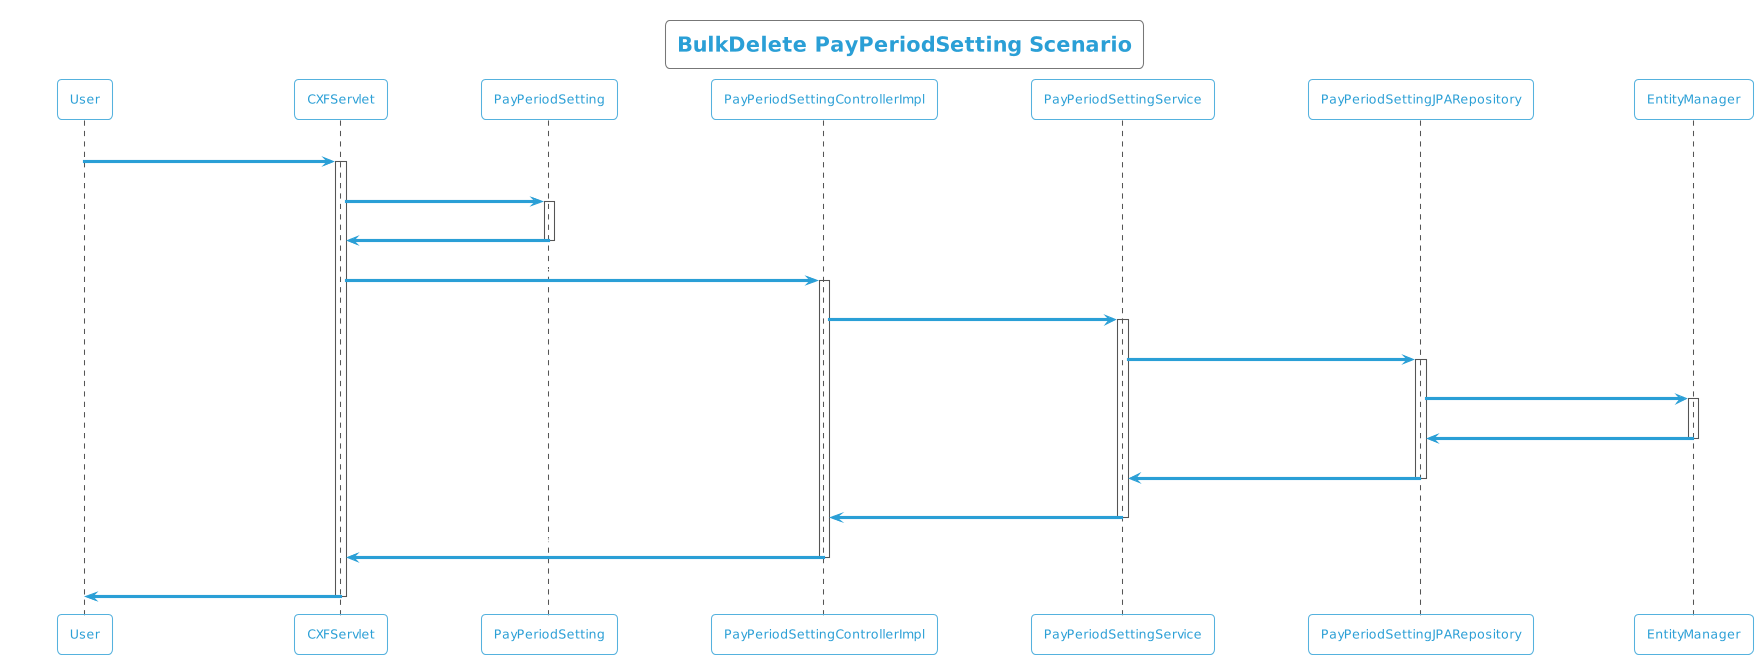 BulkDelete PayPeriodSetting Scenario
User
CXFServlet
PayPeriodSetting
PayPeriodSettingControllerImpl
PayPeriodSettingService
PayPeriodSettingJPARepository
EntityManager
User
CXFServlet
PayPeriodSetting
PayPeriodSettingControllerImpl
PayPeriodSettingService
PayPeriodSettingJPARepository
EntityManager